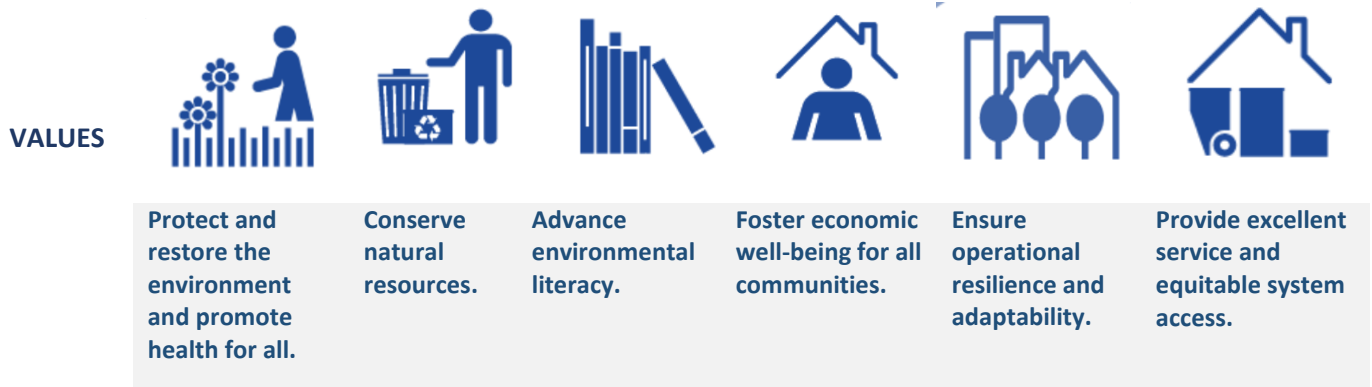 VALUES
Protect and
restore the
environment
and promote
health for all.
Conserve
natural
resources.
Advance
environmental
literacy.
Foster economic
well-being for all
communities.
Ensure
operational
resilience and
adaptability.
Provide excellent
service and
equitable system
access.